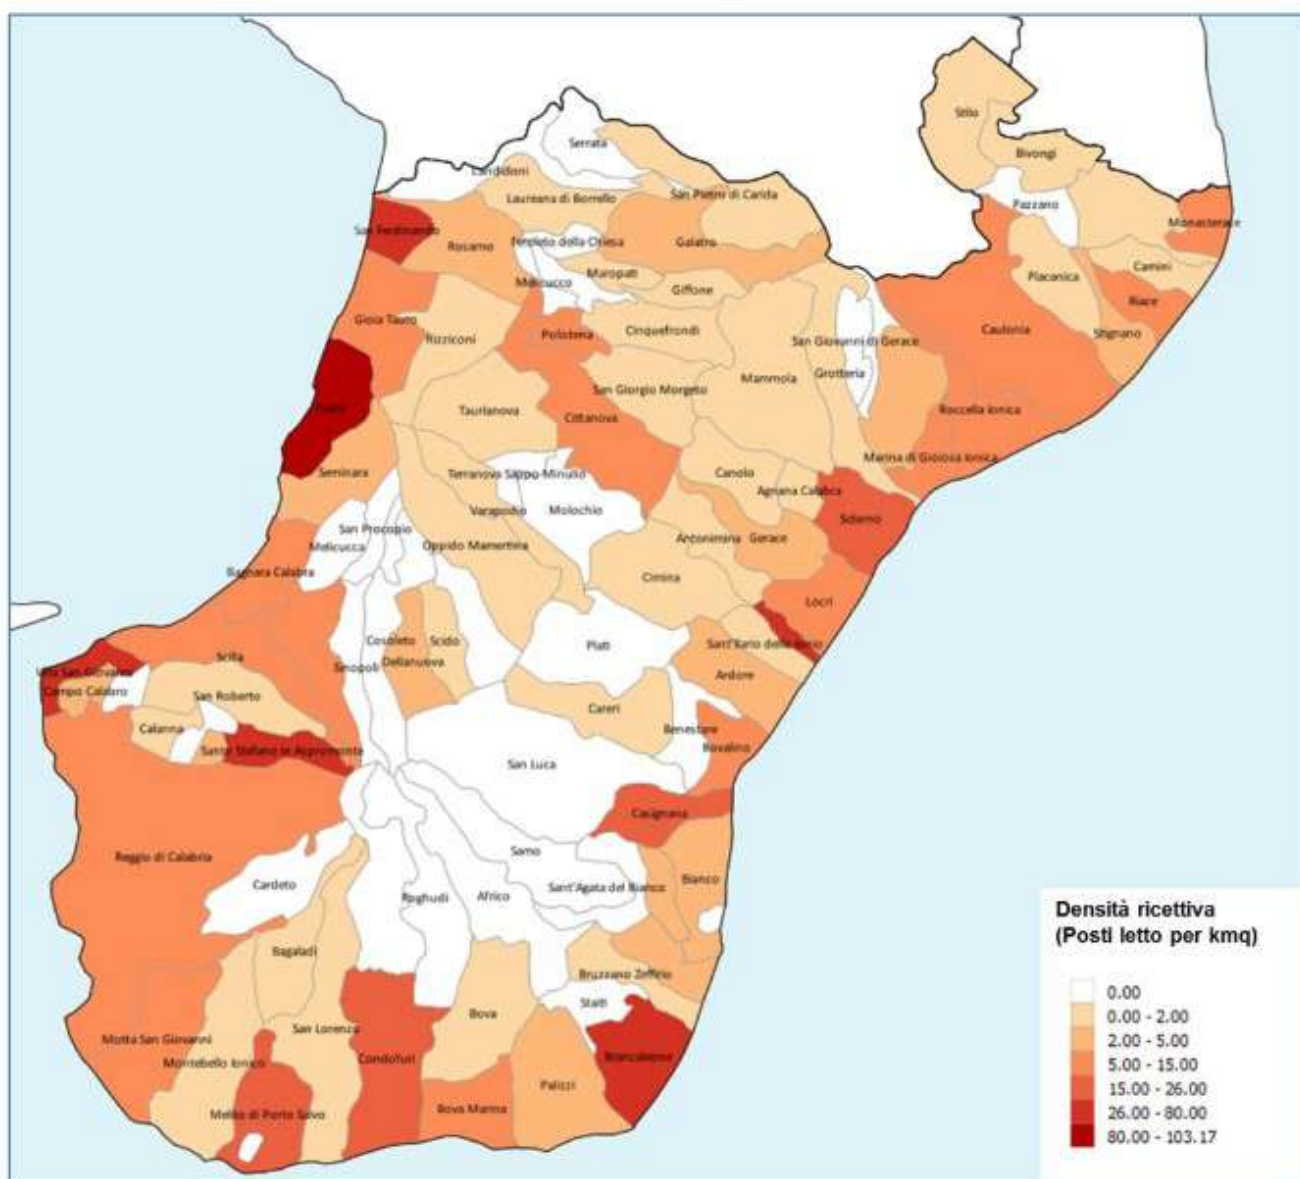 Stilo
Serrata
Bivongi
Candidoni
San Pietro di Carida
Laureana di Borrello
Pazzano
San Ferdinando
Monasterace
Rosarno
Feroleto della Chiesa
Galatro
Maropati
Camini
Melicucco
Placanica
Giffone
Riace
Gioia Tauro
Polistena
Cinquefrondi
Caulonia
Rizziconi
San Giovanni di Gerace
Stignano
Mammola
Grotteria
San Giorgio Morgeto
Taurianova
Cittanova
Roccella Ionica
Marina di Gioiosa Ionica
Seminara
Terranova Sappo Minulio
Canolo
Agnana Calabra
Varapodio
Molochio
Siderno
San Procopio
Antonimina
Gerace
Melicucca
Oppido Mamertina
Bagnara Calabra
Cimina
Locri
Cosoleto
Scido
Plati
Sant'Ilario dello Ionio
Scilla
Sinopoli
Delianuova
Villa San Giovanni
Ardore
Campo Calabro
San Roberto
Careri
Calanna
Benestare
Santo Stefano in Aspromonte
Bovalino
San Luca
Casignana
Reggio di Calabria
Samo
Cardeto
Sant'Agata del Bianco
Bianco
Roghudi
Africo
Bagaladi
Bruzzano Zeffirio
Staiti
Bova
San Lorenzo
Motta San Giovanni
Montebello Ionico
Condofuri
Brancaleone
Palizzi
Melito di Porto Salvo
Bova Marina
Densità ricettiva
(Posti letto per kmq)
0.00
0.00 - 2.00
2.00 - 5.00
5.00 - 15.00
15.00 - 26.00
26.00 - 80.00
80.00 - 103.17